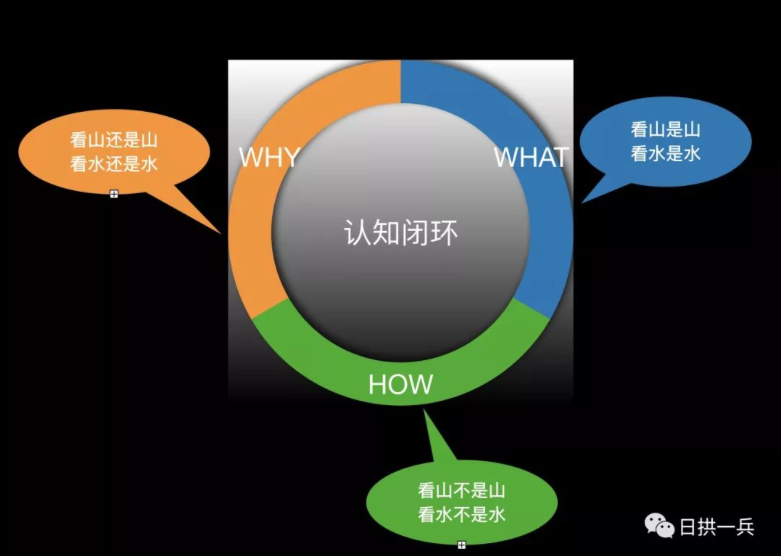 看山还是山
看水还是水
看山是山
看水是水
WHY
WHAT
认知闭环
HOW
看山不是山
看水不是水
日拱一兵